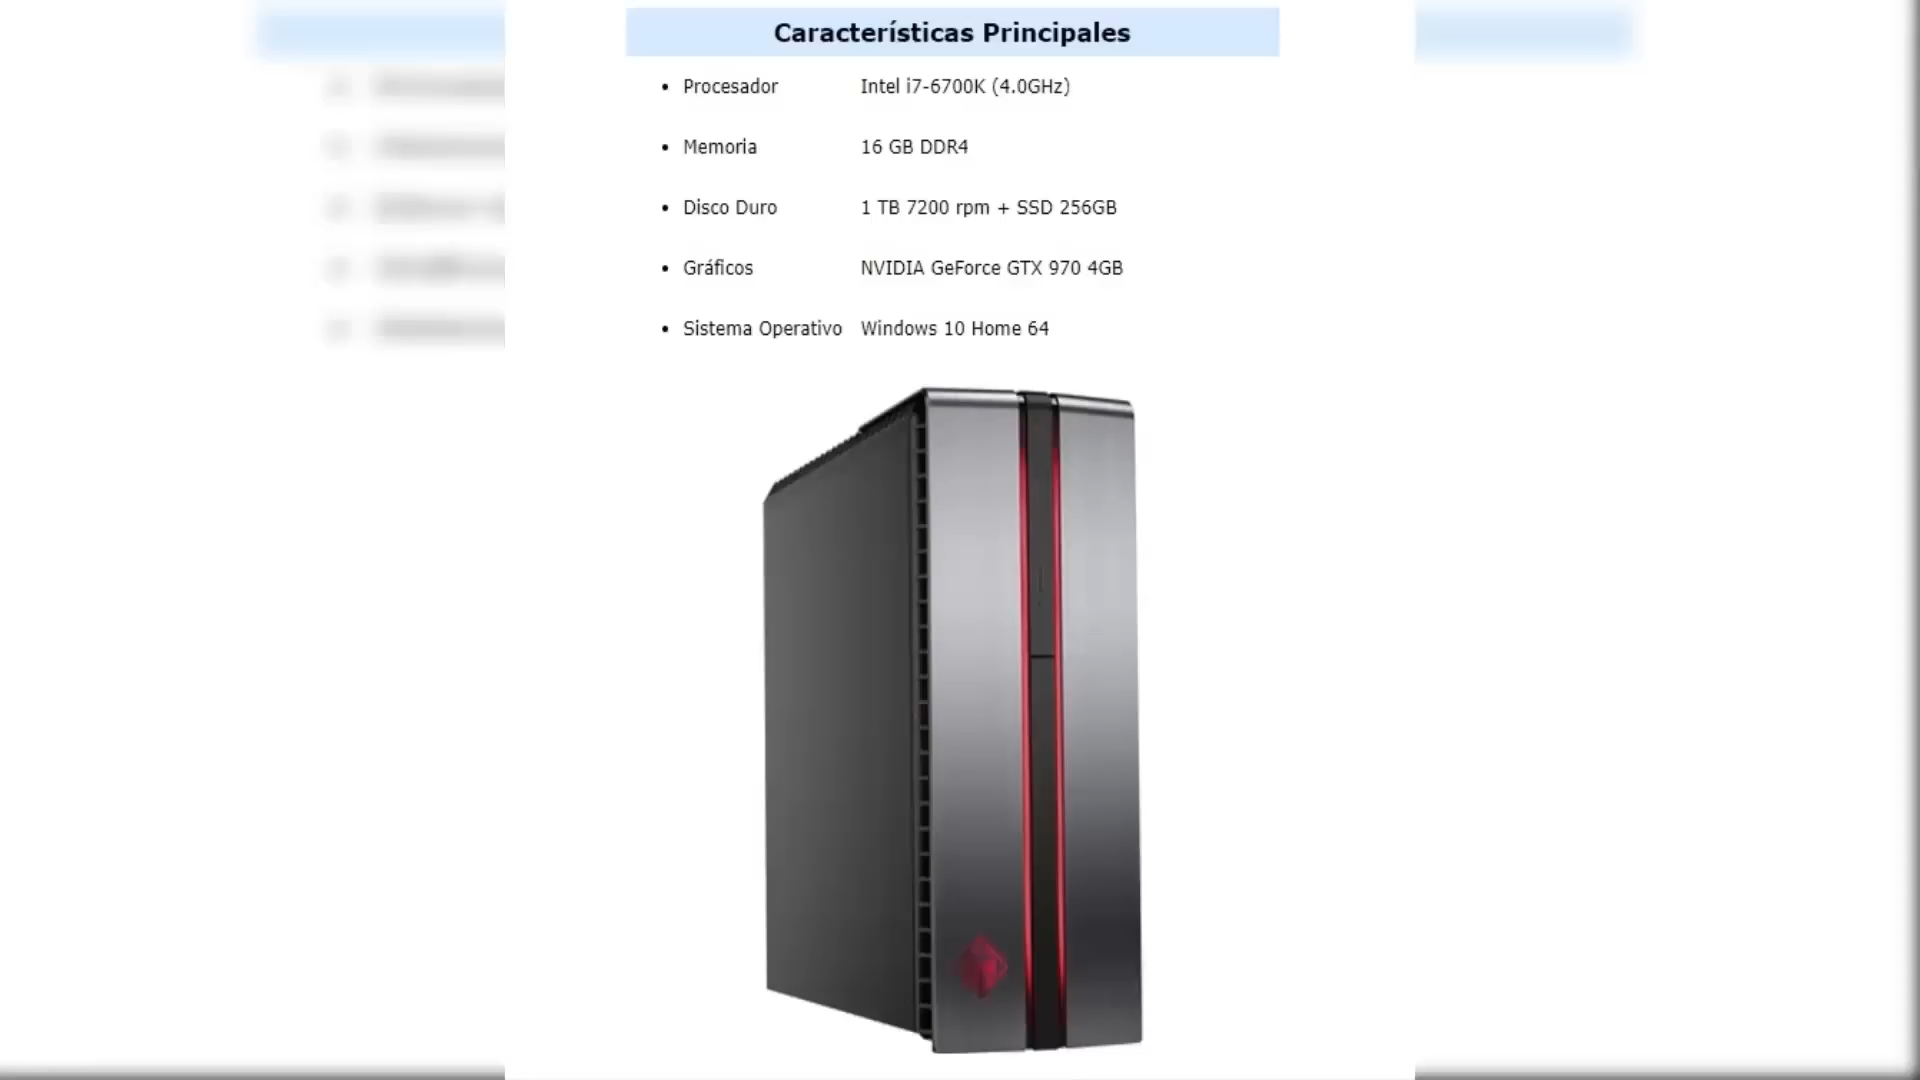 Características Principales
• Procesador Intel i7-6700K (4.0GHz)
• Memoria 16 GB DDR4
• Disco Duro 1 TB 7200 rpm + SSD 256GB
• Gráficos NVIDIA GeForce GTX 970 4GB
• Sistema Operativo Windows 10 Home 64